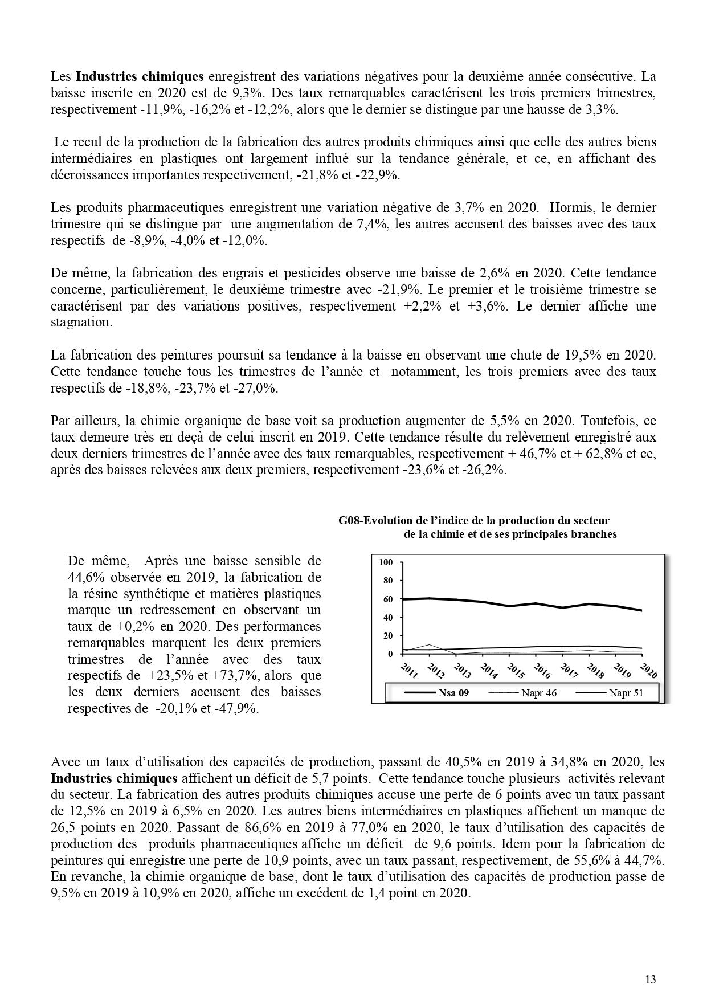 Les Industries chimiques enregistrent des variations négatives pour la deuxième année consécutive. La
baisse inscrite en 2020 est de 9,3%. Des taux remarquables caractérisent les trois premiers trimestres,
respectivement -11,9%, -16,2% et -12,2%, alors que le dernier se distingue par une hausse de 3,3%.
Le recul de la production de la fabrication des autres produits chimiques ainsi que celle des autres biens
intermédiaires en plastiques ont largement influé sur la tendance générale, et ce, en affichant des
décroissances importantes respectivement, -21,8% et -22,9%.
Les produits pharmaceutiques enregistrent une variation négative de 3,7% en 2020. Hormis, le dernier
trimestre qui se distingue par une augmentation de 7,4%, les autres accusent des baisses avec des taux
respectifs de -8,9%, -4,0% et -12,0%.
De même, la fabrication des engrais et pesticides observe une baisse de 2,6% en 2020. Cette tendance
concerne, particulièrement, le deuxième trimestre avec -21,9%. Le premier et le troisième trimestre se
caractérisent par des variations positives, respectivement +2,2% et +3,6%. Le dernier affiche une
stagnation.
La fabrication des peintures poursuit sa tendance à la baisse en observant une chute de 19,5% en 2020.
Cette tendance touche tous les trimestres de l’année et notamment, les trois premiers avec des taux
respectifs de -18,8%, -23,7% et -27,0%.
Par ailleurs, la chimie organique de base voit sa production augmenter de 5,5% en 2020. Toutefois, ce
taux demeure très en deçà de celui inscrit en 2019. Cette tendance résulte du relèvement enregistré aux
deux derniers trimestres de l’année avec des taux remarquables, respectivement + 46,7% et + 62,8% et ce,
après des baisses relevées aux deux premiers, respectivement -23,6% et -26,2%.
G08-Evolution de l’indice de la production du secteur
de la chimie et de ses principales branches
De même, Après une baisse sensible de
44,6% observée en 2019, la fabrication de
la résine synthétique et matières plastiques
marque un redressement en observant un
taux de +0,2% en 2020. Des performances
remarquables marquent les deux premiers
trimestres de l’année avec des taux
respectifs de +23,5% et +73,7%, alors que
les deux derniers accusent des baisses
respectives de -20,1% et -47,9%.
100
80
60
40
20
0
2011 2012 2013 2014 2015 2016 2017 2018 2019 2020
Nsa 09 Napr 46 Napr 51
Avec un taux d’utilisation des capacités de production, passant de 40,5% en 2019 à 34,8% en 2020, les
Industries chimiques affichent un déficit de 5,7 points. Cette tendance touche plusieurs activités relevant
du secteur. La fabrication des autres produits chimiques accuse une perte de 6 points avec un taux passant
de 12,5% en 2019 à 6,5% en 2020. Les autres biens intermédiaires en plastiques affichent un manque de
26,5 points en 2020. Passant de 86,6% en 2019 à 77,0% en 2020, le taux d’utilisation des capacités de
production des produits pharmaceutiques affiche un déficit de 9,6 points. Idem pour la fabrication de
peintures qui enregistre une perte de 10,9 points, avec un taux passant, respectivement, de 55,6% à 44,7%.
En revanche, la chimie organique de base, dont le taux d’utilisation des capacités de production passe de
9,5% en 2019 à 10,9% en 2020, affiche un excédent de 1,4 point en 2020.
13